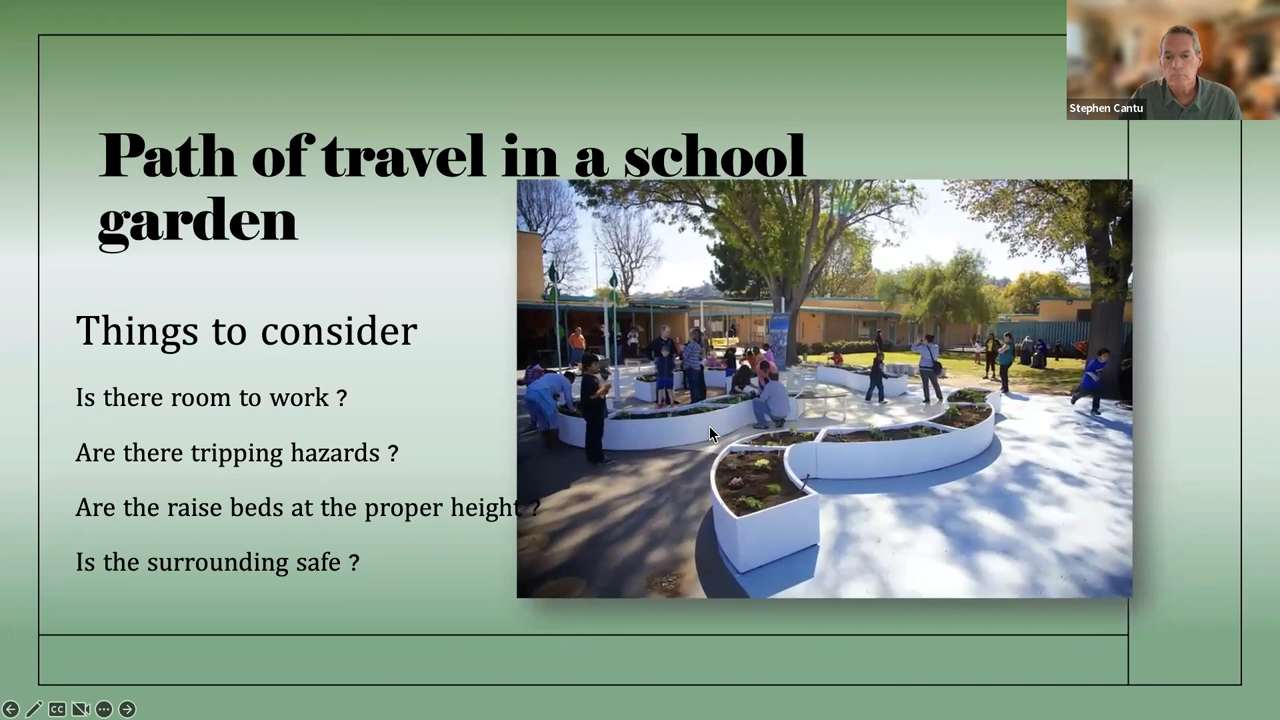 Stephen Cantu
Path of travel in a school
garden
Things to consider
Is there room to work ?
Are there tripping hazards ?
Are the raise beds at the proper height ?
Is the surrounding safe ?
CC